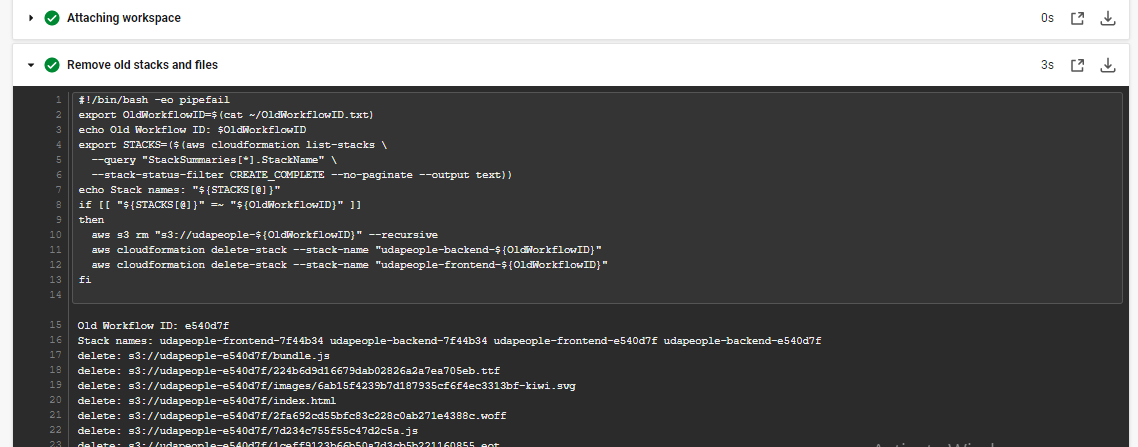 Attaching workspace 0s
Remove old stacks and files 3s
1 #!/bin/bash -eo pipefail
2 export OldWorkflowID=$(cat ~/OldWorkflowID.txt)
3 echo Old Workflow ID: $OldWorkflowID
4 export STACKS=($(aws cloudformation list-stacks \
5   --query "StackSummaries[*].StackName" \
6   --stack-status-filter CREATE_COMPLETE --no-paginate --output text))
7 echo Stack names: "${STACKS[@]}"
8 if [[ "${STACKS[@]}" =~ "${OldWorkflowID}" ]]
9 then
10   aws s3 rm "s3://udapeople-${OldWorkflowID}" --recursive
11   aws cloudformation delete-stack --stack-name "udapeople-backend-${OldWorkflowID}"
12   aws cloudformation delete-stack --stack-name "udapeople-frontend-${OldWorkflowID}"
13 fi
14
15 Old Workflow ID: e540d7f
16 Stack names: udapeople-frontend-7f44b34 udapeople-backend-7f44b34 udapeople-frontend-e540d7f udapeople-backend-e540d7f
17 delete: s3://udapeople-e540d7f/bundle.js
18 delete: s3://udapeople-e540d7f/224b6d9d16679dab02826a2a7ea705eb.ttf
19 delete: s3://udapeople-e540d7f/images/6ab15f4239b7d187935cf6f4ec3313bf-kiwi.svg
20 delete: s3://udapeople-e540d7f/index.html
21 delete: s3://udapeople-e540d7f/2fa692cd55bfc83c228c0ab271e4388c.woff
22 delete: s3://udapeople-e540d7f/7d234c755f55c47d2c5a.js
23 delete: s3://udapeople-e540d7f/1ceff9123b66b50a7d3cb5b221160855.eot